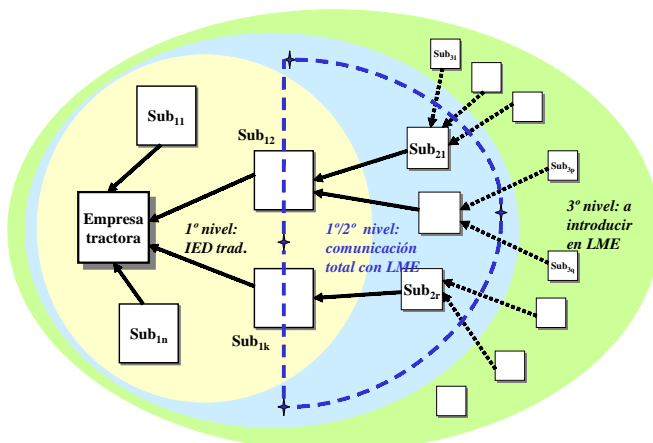 Sub31
Sub11
Sub12
Sub21
Sub3p
Empresa
tractora
1º nivel:
IED trad.
1º/2º nivel:
comunicación
total con LME
3º nivel: a
introducir
en LME
Sub3q
Sub2r
Sub1n
Sub1k